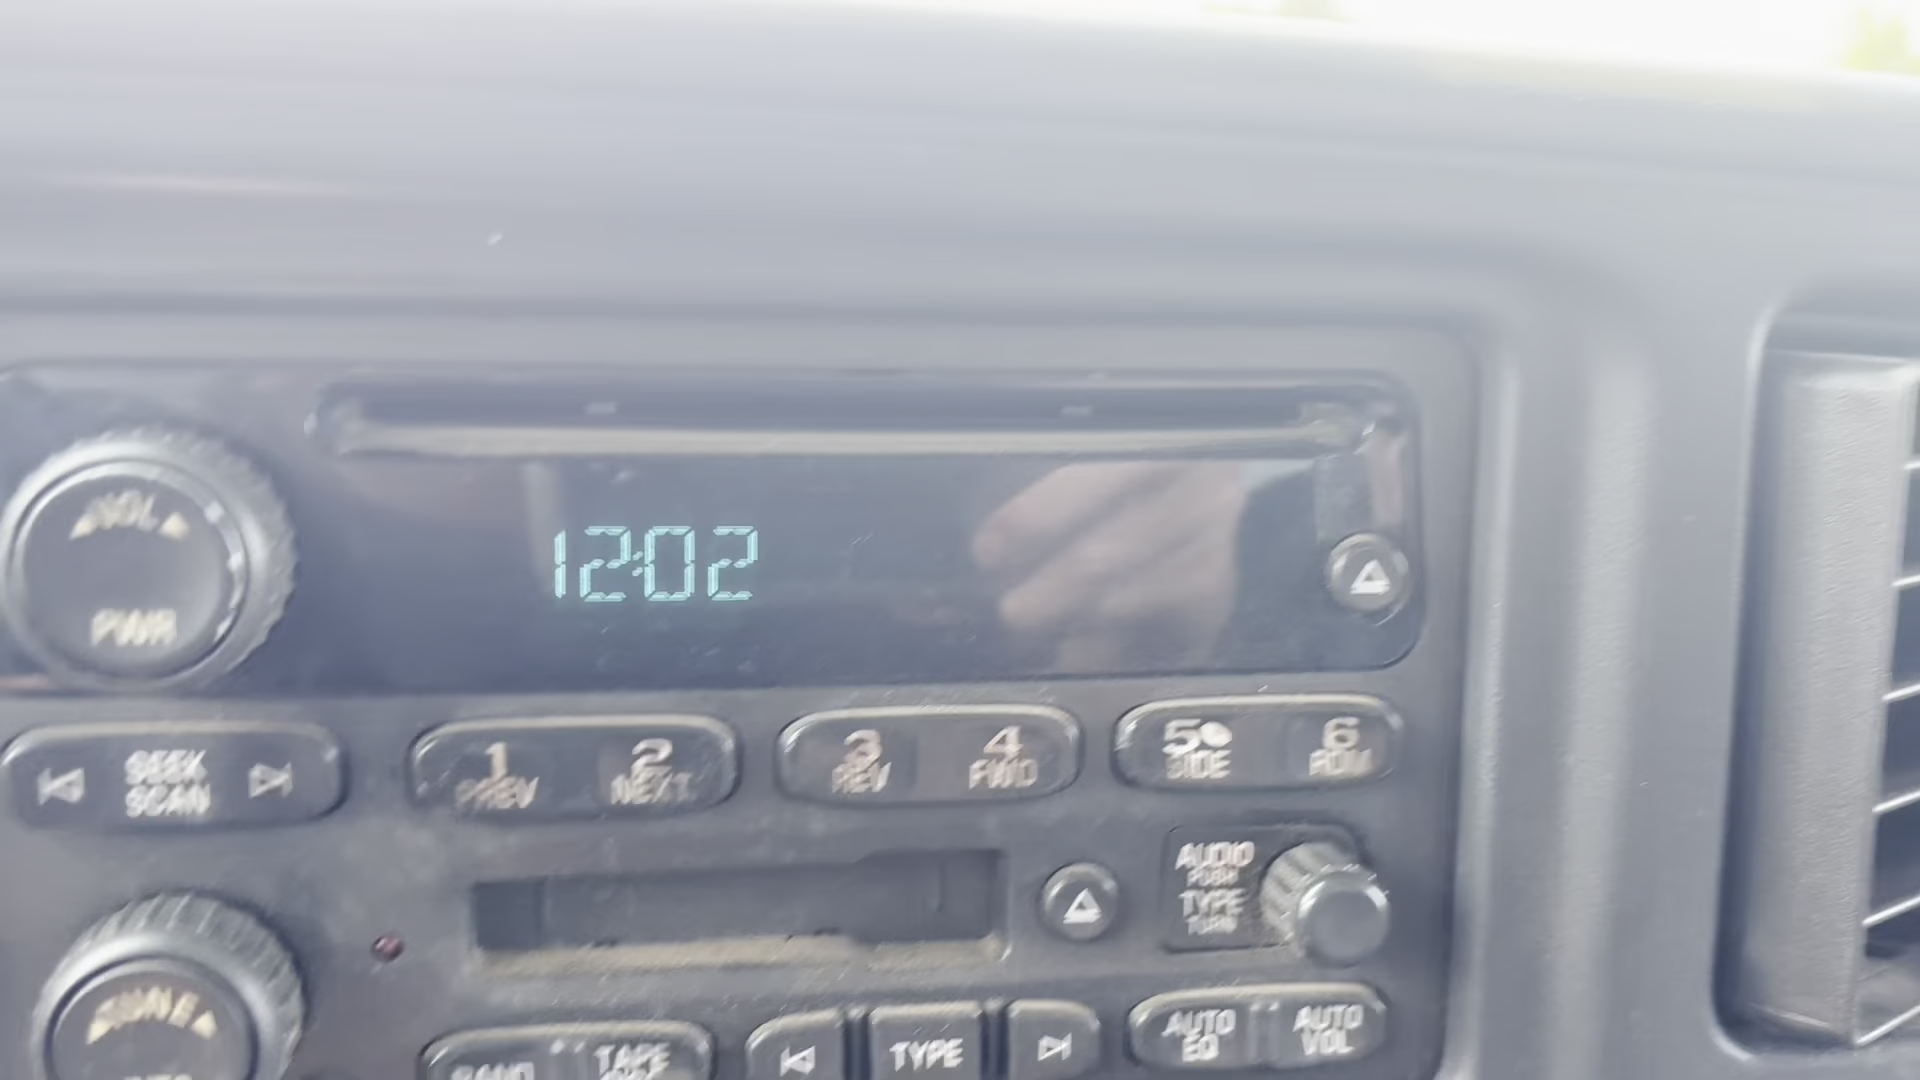 12:02
VOL
PWR
SEEK
SCAN
1
PREV
2
NEXT
3
REV
4
FWD
5
SIDE
6
RDM
AUDIO
PUSH
TYPE
TURN
TUNE
BAND
TAPE
TYPE
AUTO
EQ
AUTO
VOL